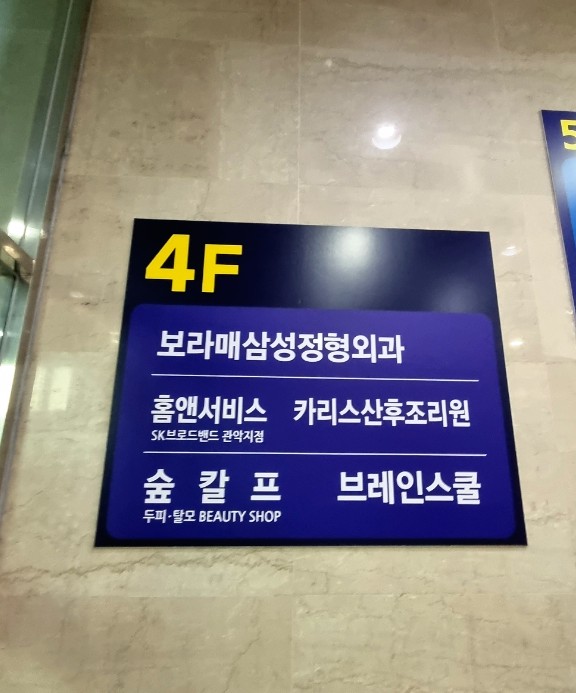 4F
보라매삼성정형외과
홈앤서비스 카리스산후조리원
SK브로드밴드 관악지점
숲 칼 프 브레인스쿨
두피·탈모 BEAUTY SHOP
5